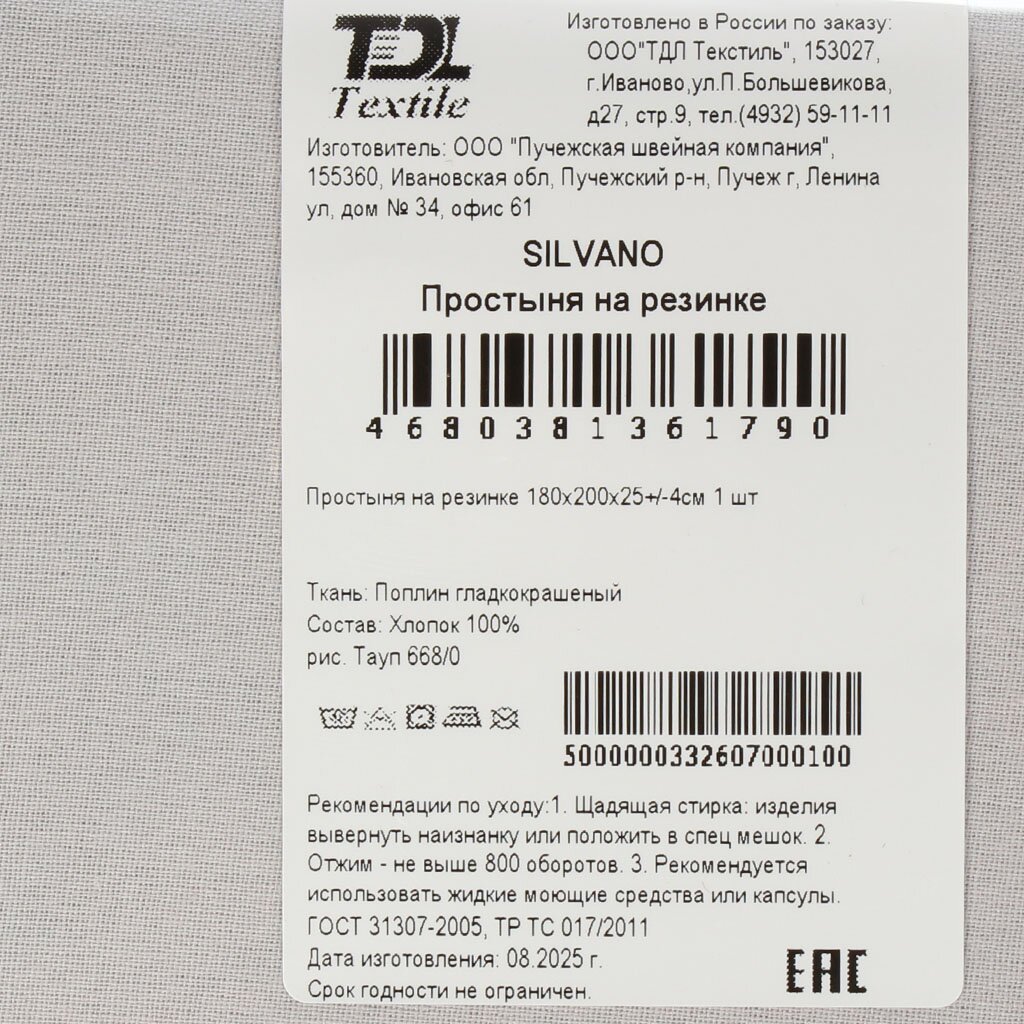 TDL
Textile
Изготовлено в России по заказу:
ООО"ТДЛ Текстиль", 153027,
г.Иваново,ул.П.Большевикова,
д27, стр.9, тел.(4932) 59-11-11
Изготовитель: ООО "Пучежская швейная компания",
155360, Ивановская обл, Пучежский р-н, Пучеж г, Ленина
ул, дом № 34, офис 61
SILVANO
Простыня на резинке
4680381361790
Простыня на резинке 180х200х25+/-4см 1 шт
Ткань: Поплин гладкокрашеный
Состав: Хлопок 100%
рис. Тауп 668/0
5000000332607000100
Рекомендации по уходу:1. Щадящая стирка: изделия
вывернуть наизнанку или положить в спец мешок. 2.
Отжим - не выше 800 оборотов. 3. Рекомендуется
использовать жидкие моющие средства или капсулы.
ГОСТ 31307-2005, ТР ТС 017/2011
Дата изготовления: 08.2025 г.
Срок годности не ограничен.
EAC